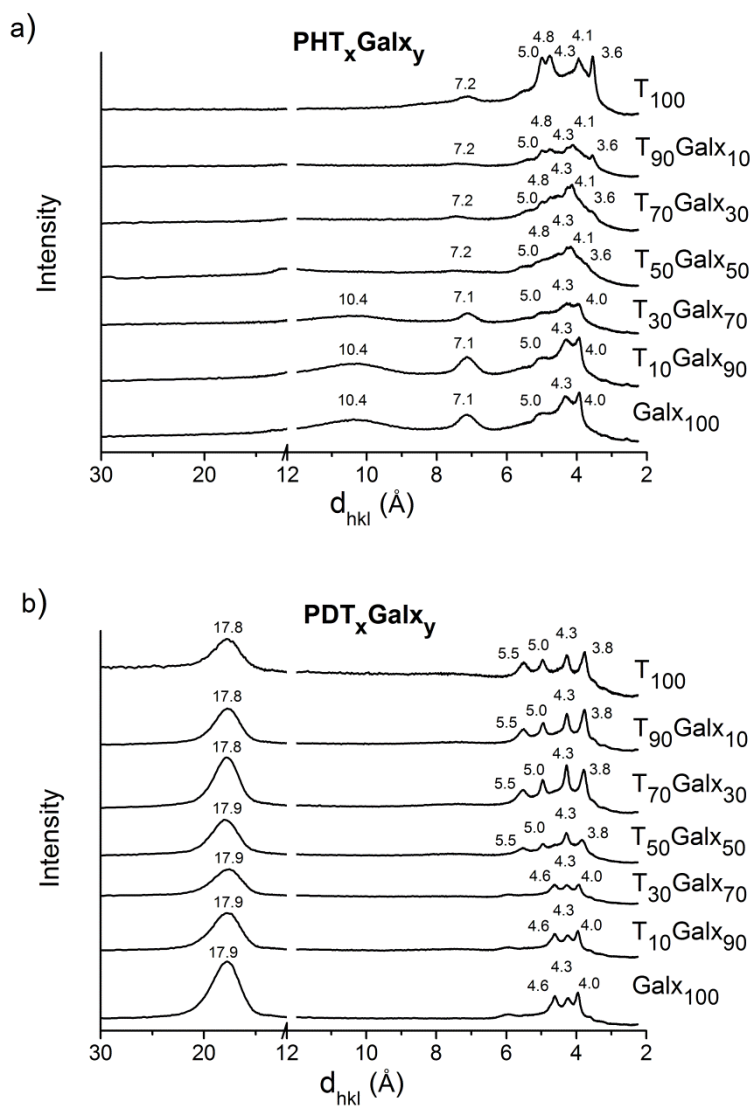 a)
PHTxGalxy
4.8 4.1
5.0 4.3 3.6
7.2
T100
4.8 4.1
5.0 4.3 3.6
7.2
T90Galx10
4.3
7.2 5.0 4.1
4.8 3.6
T70Galx30
4.3
4.8 4.1
7.2 5.0 3.6
T50Galx50
4.3
10.4 7.1 5.0 4.0
T30Galx70
4.3
10.4 7.1 5.0 4.0
T10Galx90
4.3
10.4 7.1 5.0 4.0
Galx100
Intensity
30 20 12 10 8 6 4 2
dhkl (Å)
b)
PDTxGalxy
17.8 5.5 5.0 4.3 3.8
T100
17.8 5.5 5.0 4.3 3.8
T90Galx10
17.8 5.5 5.0 4.3 3.8
T70Galx30
17.9 5.5 5.0 4.3 3.8
T50Galx50
17.9 4.6 4.3 4.0
T30Galx70
17.9 4.6 4.3 4.0
T10Galx90
17.9 4.6 4.3 4.0
Galx100
Intensity
30 20 12 10 8 6 4 2
dhkl (Å)